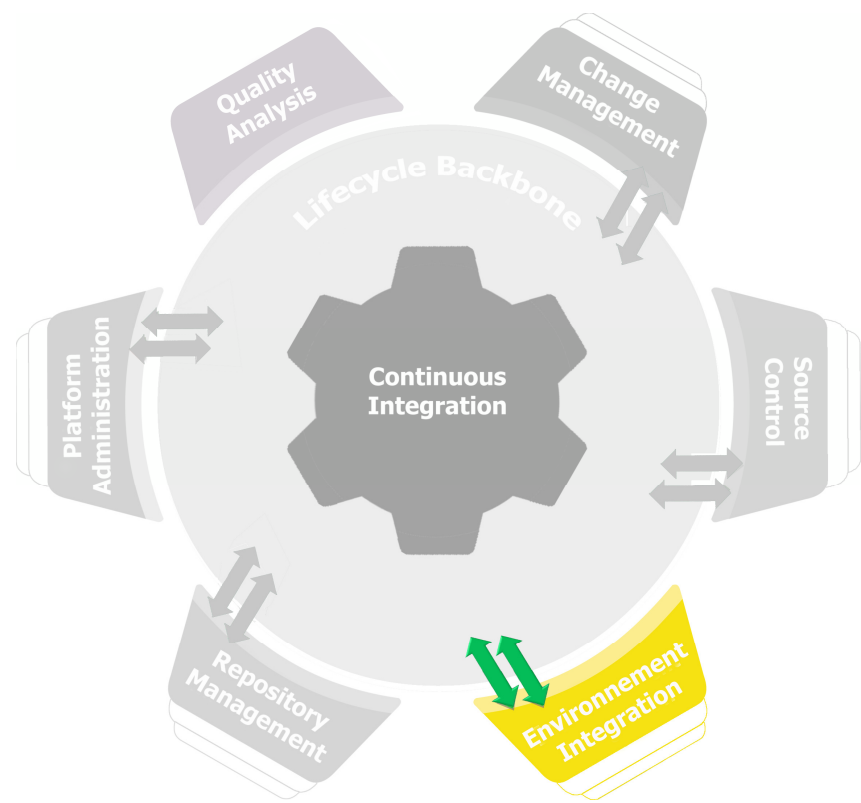 Quality
Analysis
Change
Management
Lifecycle Backbone
Platform
Administration
Continuous
Integration
Source
Control
Repository
Management
Environnement
Integration